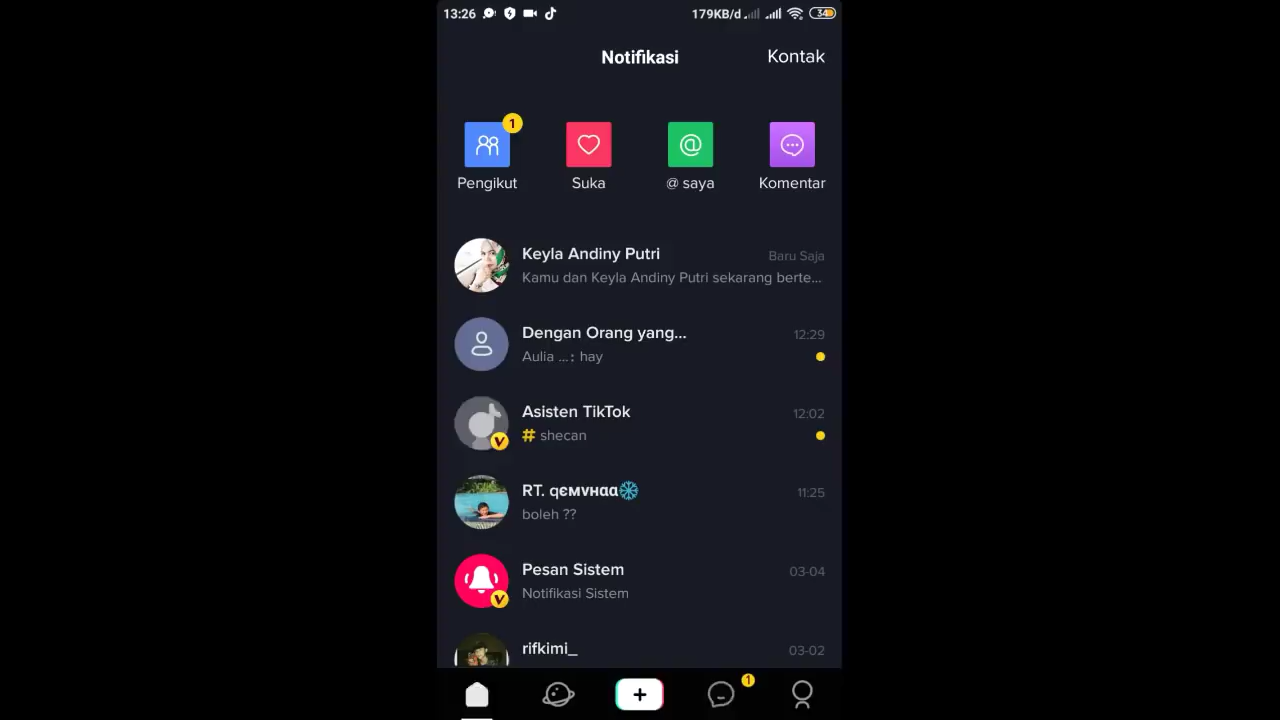 13:26 179KB/d 34
Notifikasi Kontak
1
Pengikut Suka @ saya Komentar
Keyla Andiny Putri Baru Saja
Kamu dan Keyla Andiny Putri sekarang berte...
Dengan Orang yang... 12:29
Aulia ...: hay
Asisten TikTok 12:02
# shecan
RT. qємvнαα❄ 11:25
boleh ??
Pesan Sistem 03-04
Notifikasi Sistem
rifkimi_ 03-02
1